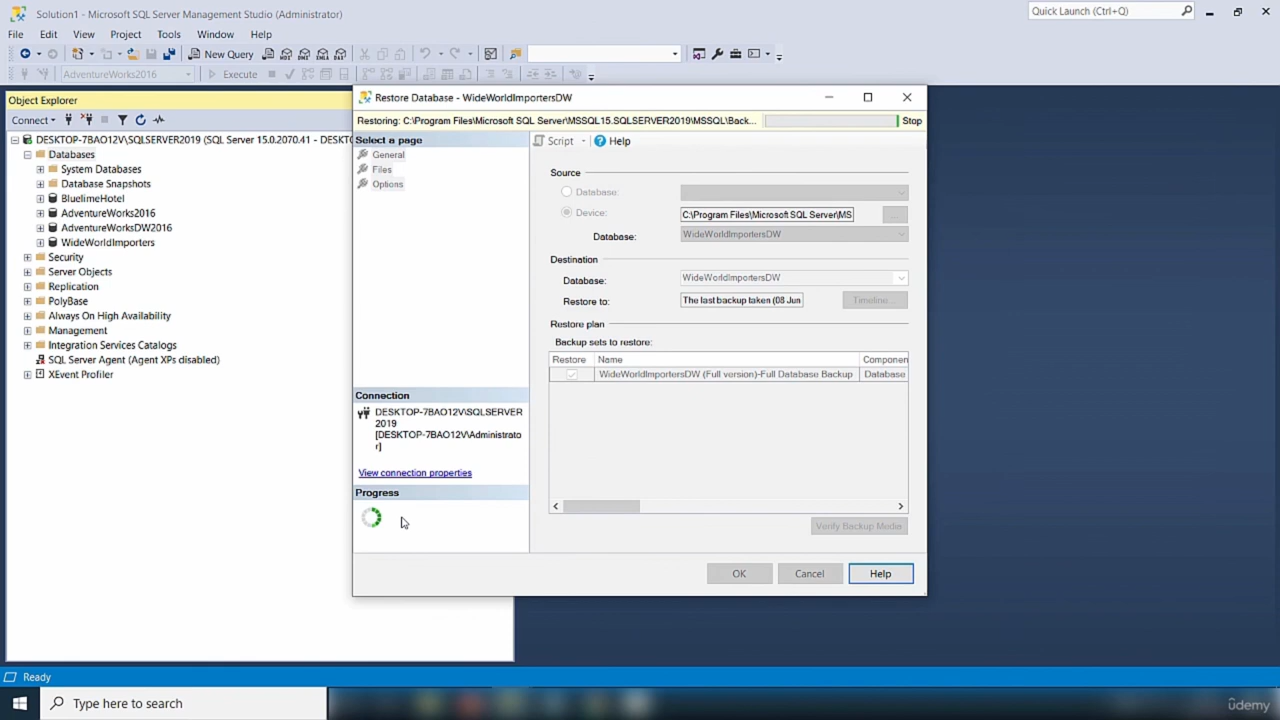 Solution1 - Microsoft SQL Server Management Studio (Administrator)
Quick Launch (Ctrl+Q)
File Edit View Project Tools Window Help
New Query
MDX DMX XMLA DAX
AdventureWorks2016
Execute
Object Explorer
Connect
DESKTOP-7BAO12V\SQLSERVER2019 (SQL Server 15.0.2070.41 - DESKTO
Databases
System Databases
Database Snapshots
BluelimeHotel
AdventureWorks2016
AdventureWorksDW2016
WideWorldImporters
Security
Server Objects
Replication
PolyBase
Always On High Availability
Management
Integration Services Catalogs
SQL Server Agent (Agent XPs disabled)
XEvent Profiler
Restore Database - WideWorldImportersDW
Restoring: C:\Program Files\Microsoft SQL Server\MSSQL15.SQLSERVER2019\MSSQL\Back...
Stop
Select a page
General
Files
Options
Script
Help
Source
Database:
Device:
C:\Program Files\Microsoft SQL Server\MS
...
Database:
WideWorldImportersDW
Destination
Database:
WideWorldImportersDW
Restore to:
The last backup taken (08 Jun
Timeline...
Restore plan
Backup sets to restore:
Restore Name Componen
WideWorldImportersDW (Full version)-Full Database Backup Database
Connection
DESKTOP-7BAO12V\SQLSERVER
2019
[DESKTOP-7BAO12V\Administrato
r]
View connection properties
Progress
Verify Backup Media
OK
Cancel
Help
Ready
Type here to search
ûdemy